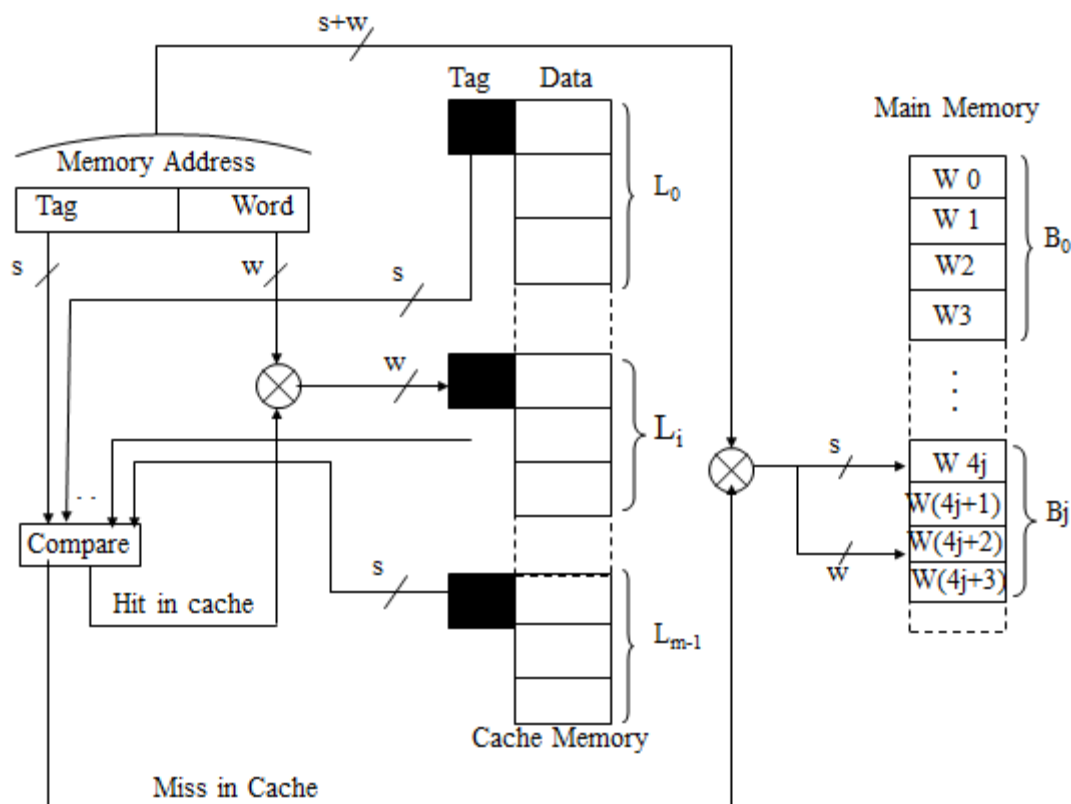 s+w
Tag Data
Main Memory
Memory Address
Tag Word
L0
W 0
W 1
W2
W3
B0
s
w
s
w
Li
s
W 4j
W(4j+1)
W(4j+2)
W(4j+3)
Bj
w
. .
Compare
Hit in cache
s
Lm-1
Cache Memory
Miss in Cache